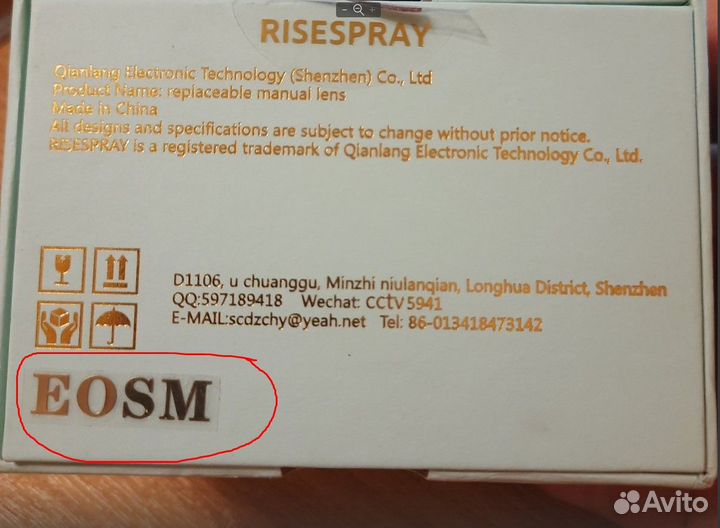 RISESPRAY
Qianlang Electronic Technology (Shenzhen) Co., Ltd
Product Name: replaceable manual lens
Made in China
All designs and specifications are subject to change without prior notice.
RISESPRAY is a registered trademark of Qianlang Electronic Technology Co., Ltd.
D1106, u chuanggu, Minzhi niulanqian, Longhua District, Shenzhen
QQ:597189418 Wechat: CCTV5941
E-MAIL:scdzchy@yeah.net Tel: 86-013418473142
EOSM
Avito